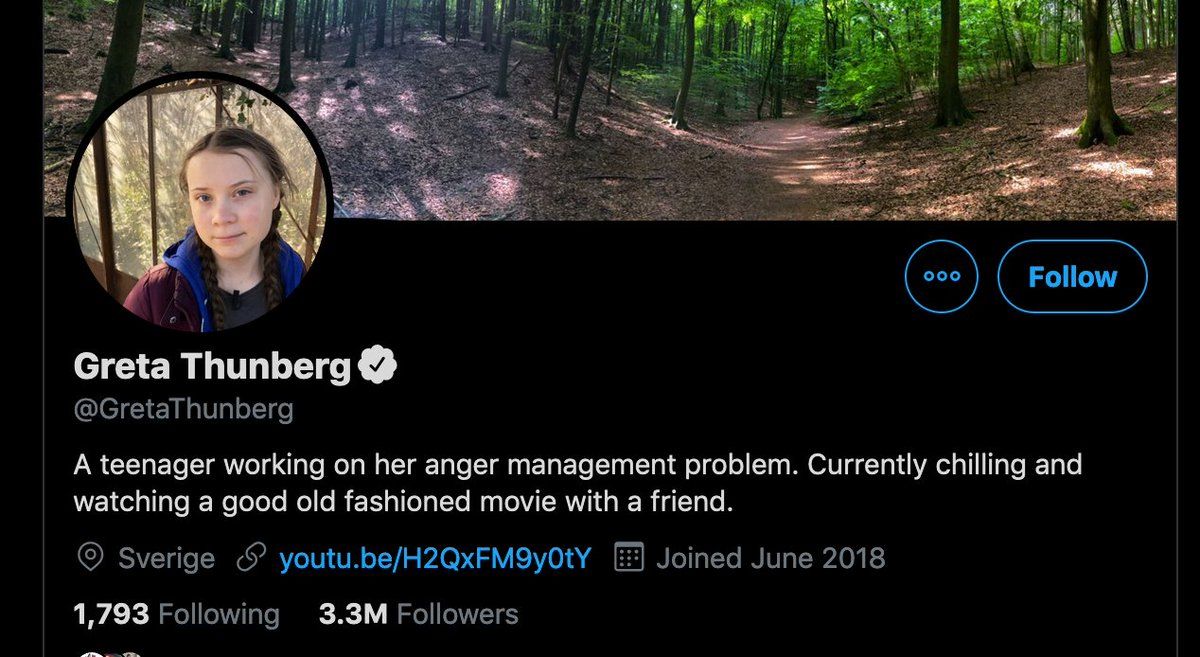 Follow
Greta Thunberg
@GretaThunberg
A teenager working on her anger management problem. Currently chilling and
watching a good old fashioned movie with a friend.
Sverige youtu.be/H2QxFM9y0tY Joined June 2018
1,793 Following 3.3M Followers